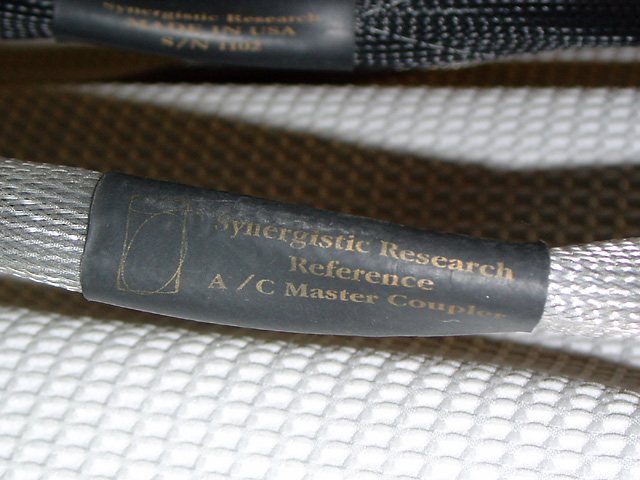 Synergistic Research
MADE IN USA
S/N 1102
Synergistic Research
Reference
A/C Master Coupler